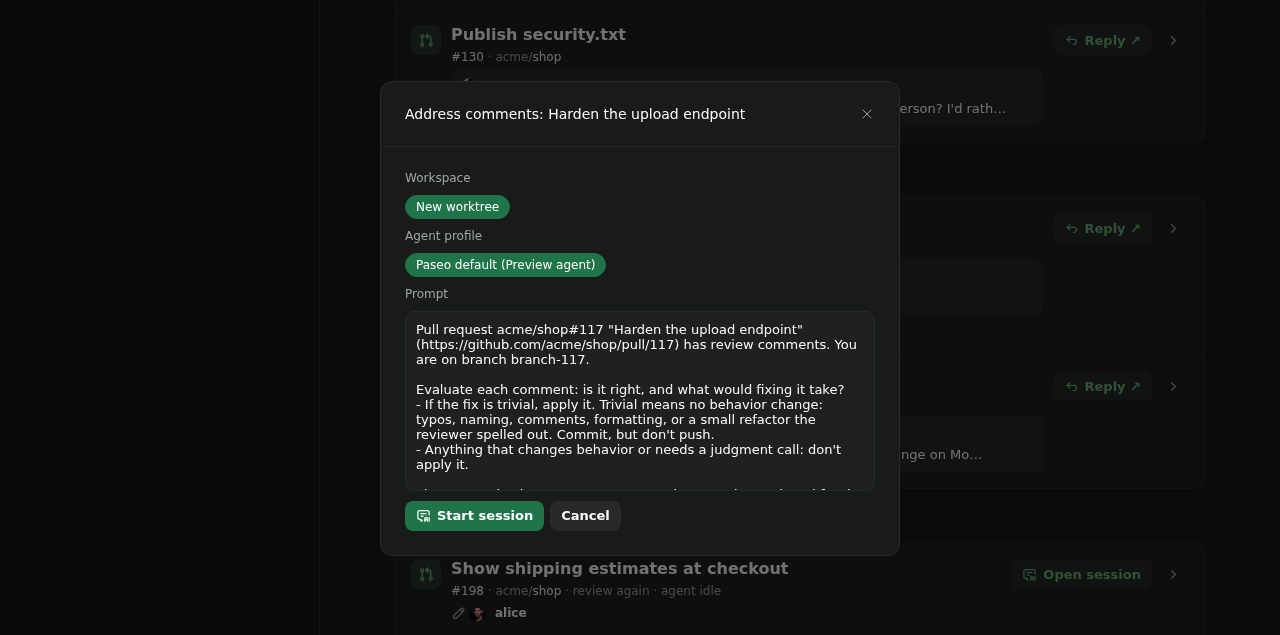 Publish security.txt
#130 · acme/shop
Reply ↗
erson? I'd rath…
Address comments: Harden the upload endpoint
Workspace
New worktree
Reply ↗
Agent profile
Paseo default (Preview agent)
Prompt
Pull request acme/shop#117 "Harden the upload endpoint"
(https://github.com/acme/shop/pull/117) has review comments. You
are on branch branch-117.
Evaluate each comment: is it right, and what would fixing it take?
- If the fix is trivial, apply it. Trivial means no behavior change:
typos, naming, comments, formatting, or a small refactor the
reviewer spelled out. Commit, but don't push.
- Anything that changes behavior or needs a judgment call: don't
apply it.
Reply ↗
nge on Mo…
Start session
Cancel
Show shipping estimates at checkout
#198 · acme/shop · review again · agent idle
alice
Open session